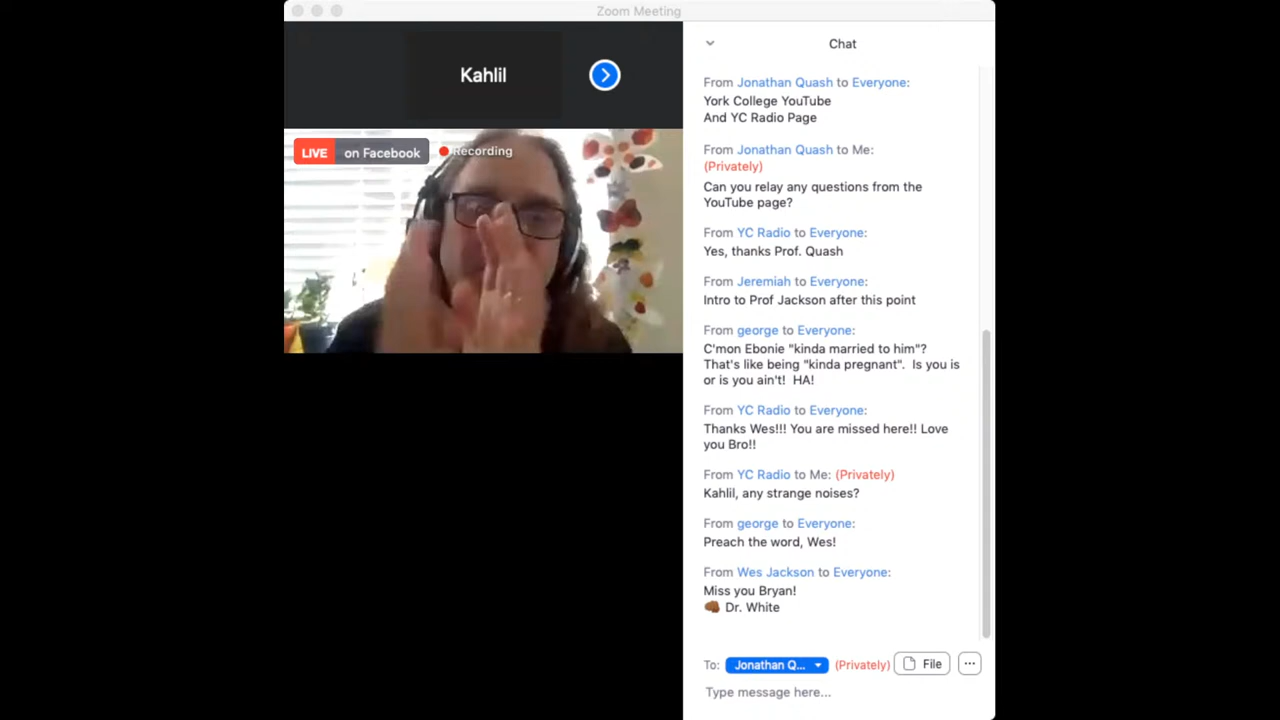 Zoom Meeting
Kahlil
LIVE on Facebook
Recording
Chat
From Jonathan Quash to Everyone:
York College YouTube
And YC Radio Page
From Jonathan Quash to Me:
(Privately)
Can you relay any questions from the
YouTube page?
From YC Radio to Everyone:
Yes, thanks Prof. Quash
From Jeremiah to Everyone:
Intro to Prof Jackson after this point
From george to Everyone:
C'mon Ebonie "kinda married to him"?
That's like being "kinda pregnant".  Is you is
or is you ain't!  HA!
From YC Radio to Everyone:
Thanks Wes!!! You are missed here!! Love
you Bro!!
From YC Radio to Me: (Privately)
Kahlil, any strange noises?
From george to Everyone:
Preach the word, Wes!
From Wes Jackson to Everyone:
Miss you Bryan!
Dr. White
To: Jonathan Q... (Privately) File ...
Type message here...